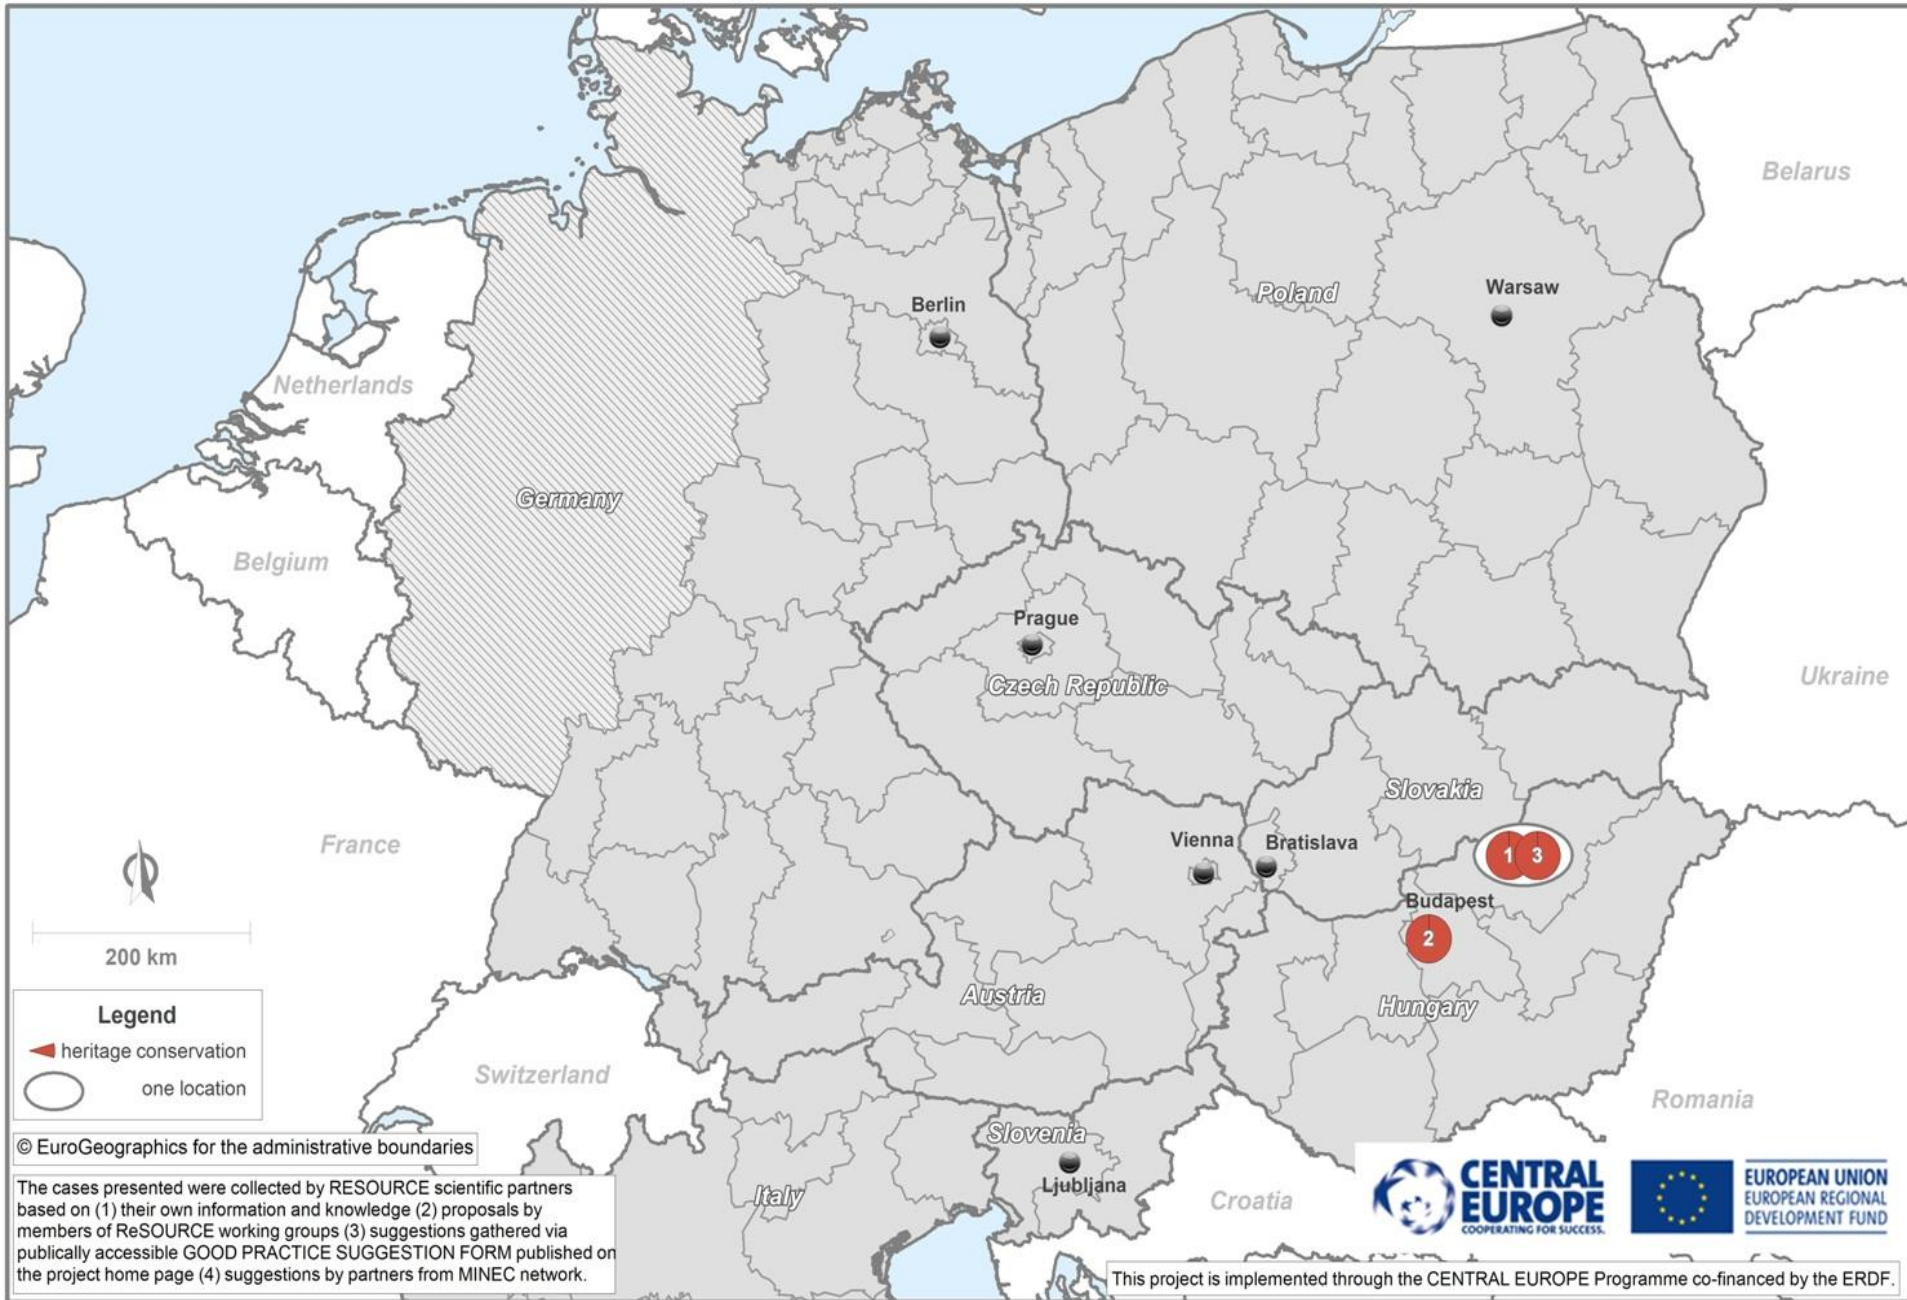 Belarus
Poland
Warsaw
Berlin
Netherlands
Germany
Belgium
Prague
Czech Republic
Ukraine
Slovakia
France
Vienna
Bratislava
1 3
Budapest
2
200 km
Austria
Hungary
Legend
heritage conservation
one location
Switzerland
Romania
Slovenia
Ljubljana
Italy
Croatia
© EuroGeographics for the administrative boundaries
The cases presented were collected by RESOURCE scientific partners
based on (1) their own information and knowledge (2) proposals by
members of ReSOURCE working groups (3) suggestions gathered via
publically accessible GOOD PRACTICE SUGGESTION FORM published on
the project home page (4) suggestions by partners from MINEC network.
CENTRAL
EUROPE
COOPERATING FOR SUCCESS.
EUROPEAN UNION
EUROPEAN REGIONAL
DEVELOPMENT FUND
This project is implemented through the CENTRAL EUROPE Programme co-financed by the ERDF.